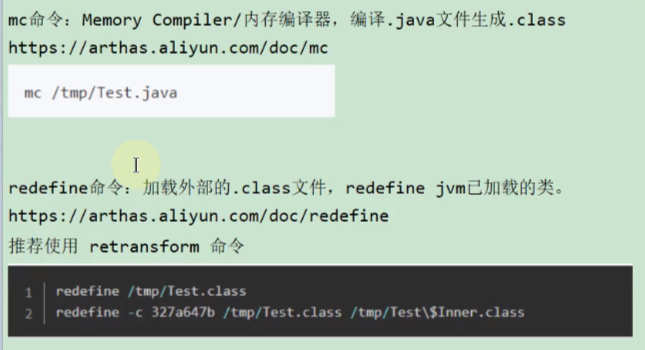 mc命令：Memory Compiler/内存编译器，编译.java文件生成.class
https://arthas.aliyun.com/doc/mc
mc /tmp/Test.java
redefine命令：加载外部的.class文件，redefine jvm已加载的类。
https://arthas.aliyun.com/doc/redefine
推荐使用 retransform 命令
1 redefine /tmp/Test.class
2 redefine -c 327a647b /tmp/Test.class /tmp/Test\$Inner.class